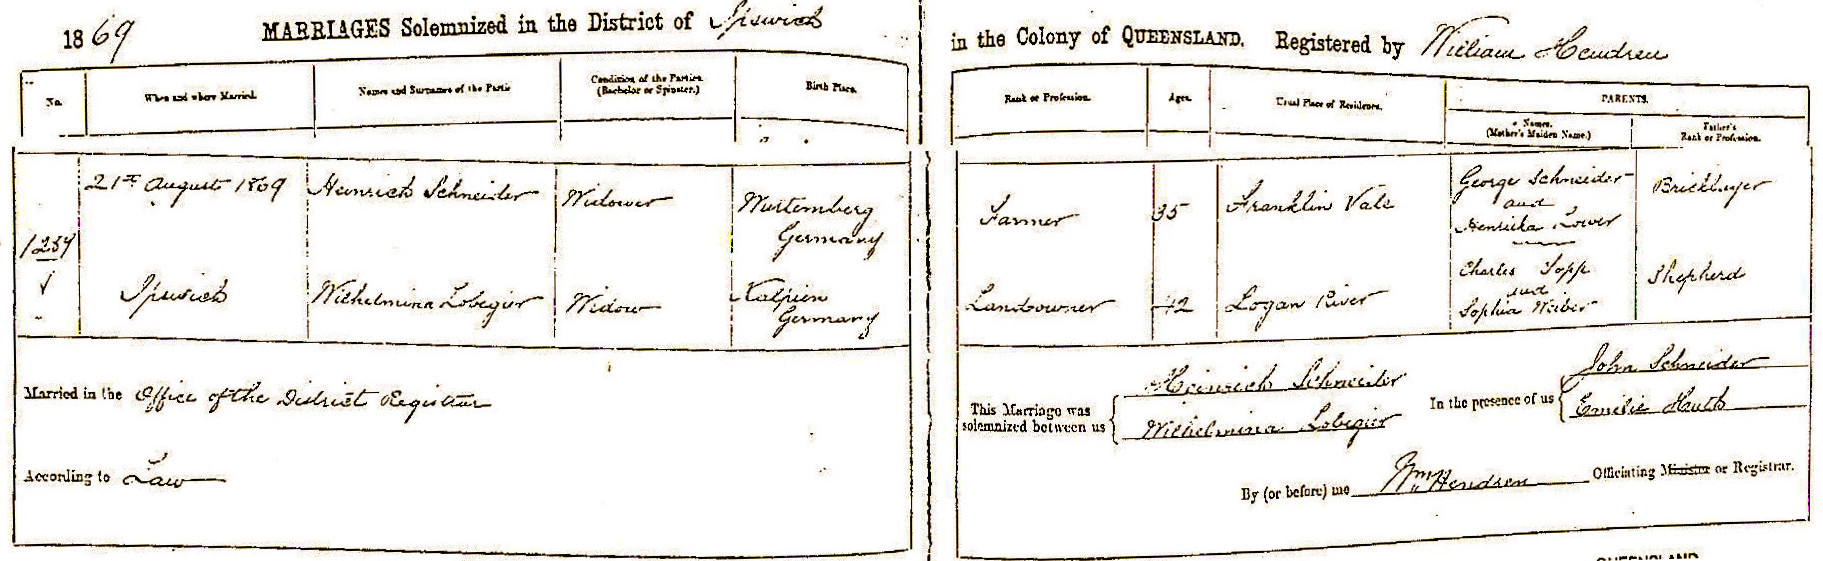 1869 MARRIAGES Solemnized in the District of Ipswich
in the Colony of QUEENSLAND. Registered by William Hendren
No.
When and where Married.
Names and Surnames of the Partie
Condition of the Parties.
(Bachelor or Spinster.)
Birth Place.
Rank or Profession.
Ages.
Usual Place of Residence.
PARENTS.
Names.
(Mother's Maiden Name.)
Father's
Rank or Profession.
21st August 1869
Heinrich Schneider
Widower
Wurtemberg
Germany
Farmer
35
Franklin Vale
George Schneider
and
Henricka Lower
Bricklayer
Ipswich
Wilhelmina Lobegier
Widow
Germany
Landowner
42
Logan River
Charles Topp
and
Sophia Weiber
Shepherd
Married in the Office of the District Registrar
According to Law
This Marriage was
solemnized between us
Heinrich Schneider
Wilhelmina Lobegier
In the presence of us
John Schneider
Emilie Hauth
By (or before) me Wm Hendren Officiating Minister or Registrar.
QUEENSLAND